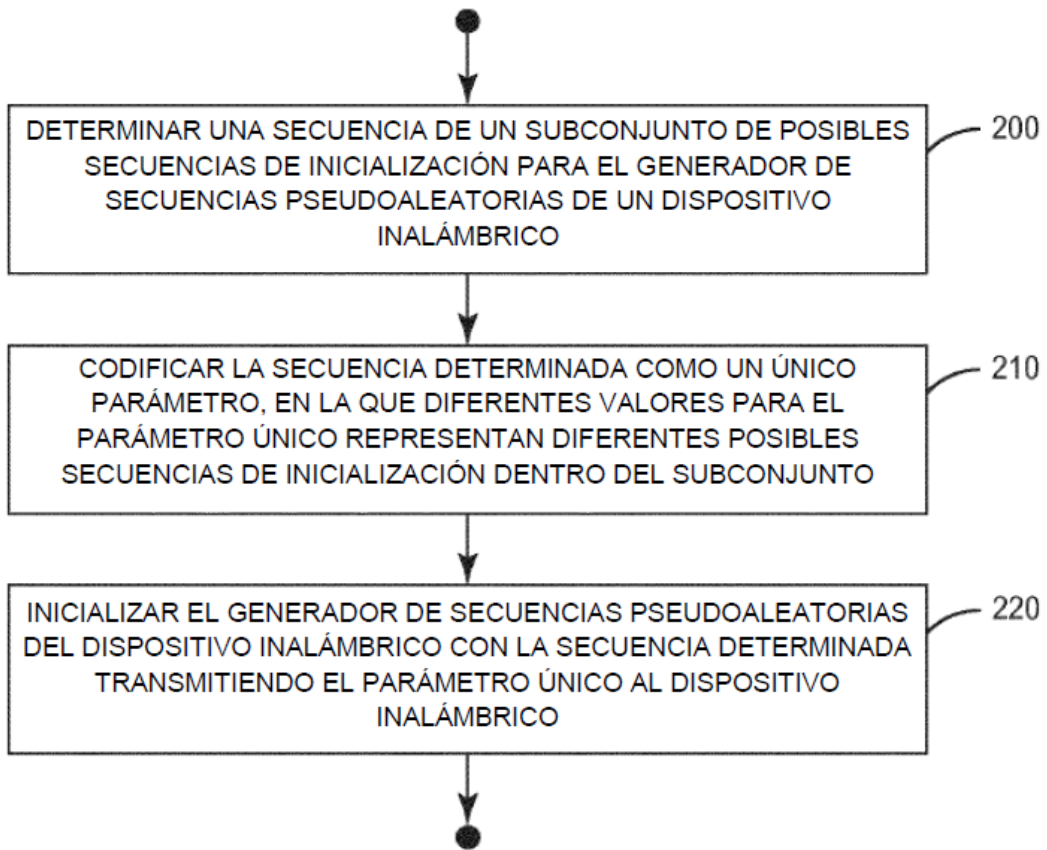 DETERMINAR UNA SECUENCIA DE UN SUBCONJUNTO DE POSIBLES
SECUENCIAS DE INICIALIZACIÓN PARA EL GENERADOR DE
SECUENCIAS PSEUDOALEATORIAS DE UN DISPOSITIVO
INALÁMBRICO
200
CODIFICAR LA SECUENCIA DETERMINADA COMO UN ÚNICO
PARÁMETRO, EN LA QUE DIFERENTES VALORES PARA EL
PARÁMETRO ÚNICO REPRESENTAN DIFERENTES POSIBLES
SECUENCIAS DE INICIALIZACIÓN DENTRO DEL SUBCONJUNTO
210
INICIALIZAR EL GENERADOR DE SECUENCIAS PSEUDOALEATORIAS
DEL DISPOSITIVO INALÁMBRICO CON LA SECUENCIA DETERMINADA
TRANSMITIENDO EL PARÁMETRO ÚNICO AL DISPOSITIVO
INALÁMBRICO
220